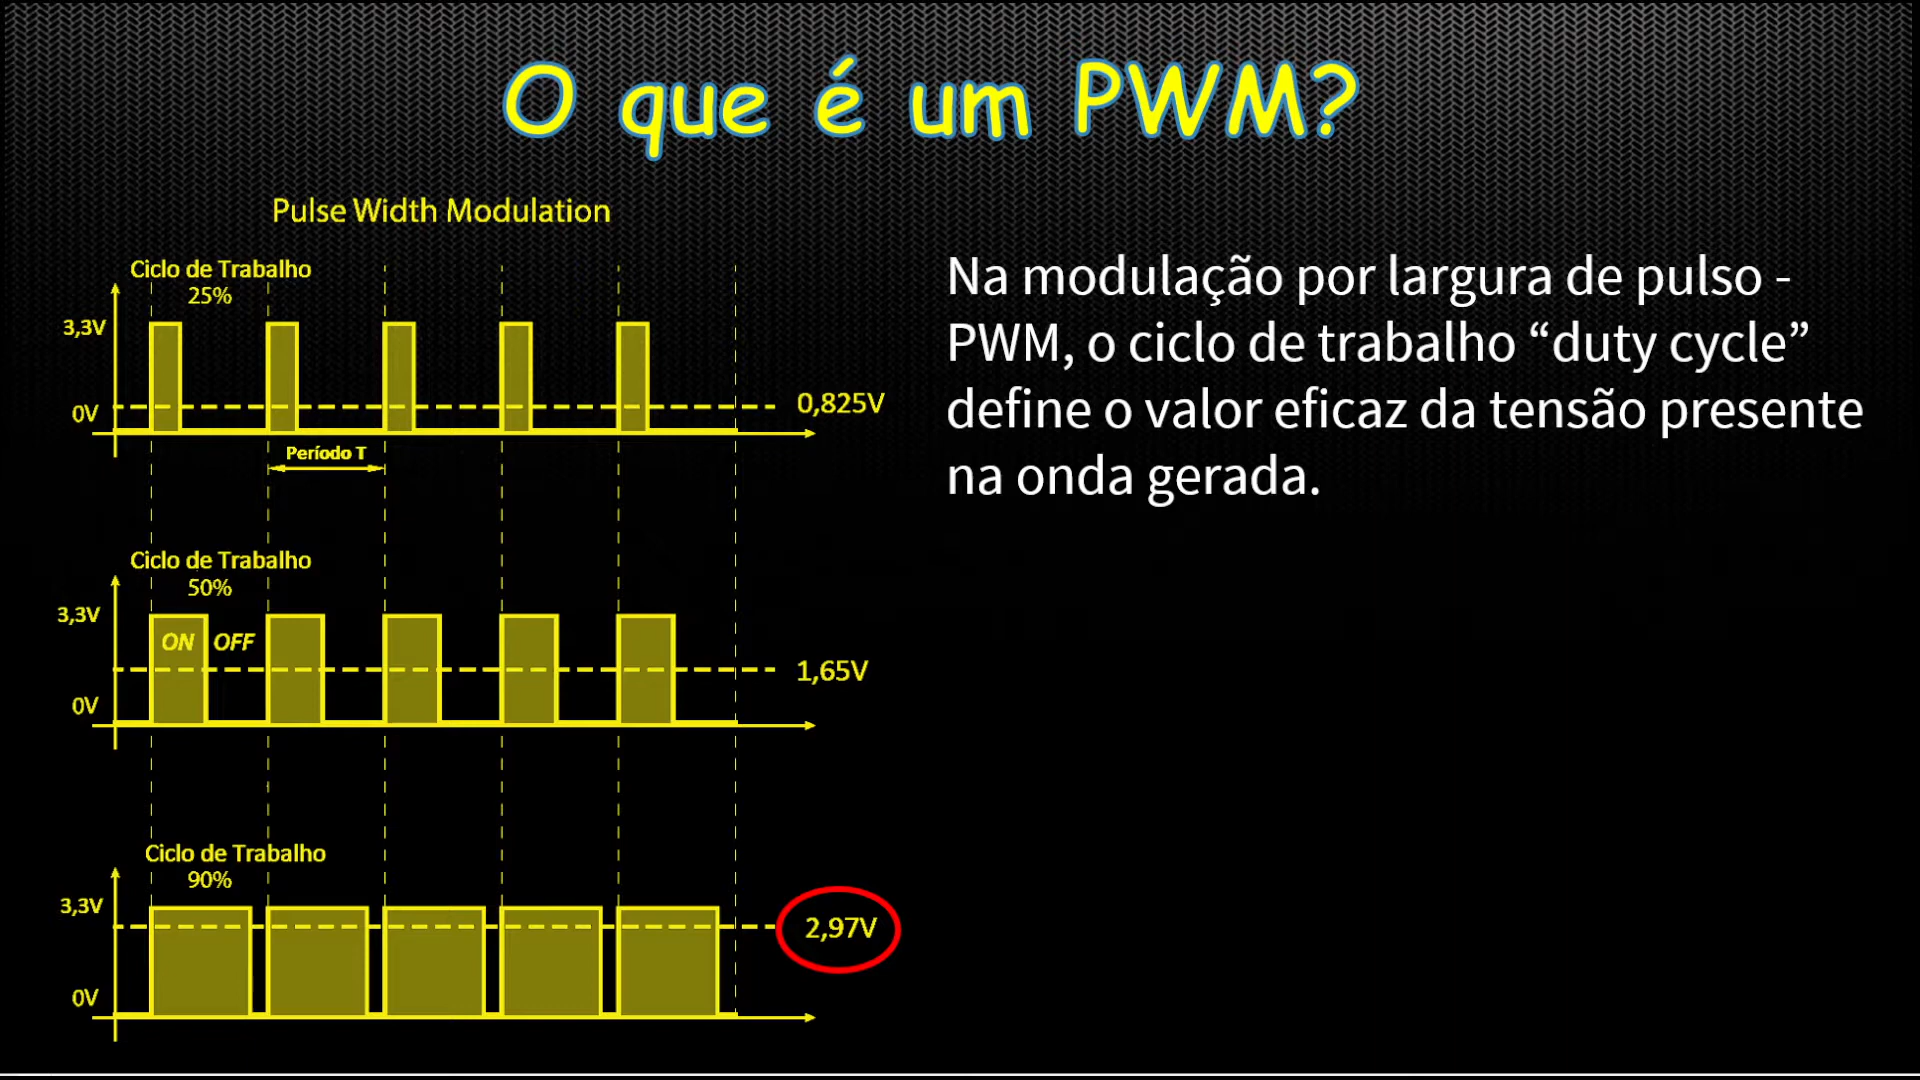 O que é um PWM?
Pulse Width Modulation
Ciclo de Trabalho
25%
3,3V
0V
0,825V
Período T
Ciclo de Trabalho
50%
3,3V
ON OFF
0V
1,65V
Ciclo de Trabalho
90%
3,3V
0V
2,97V
Na modulação por largura de pulso -
PWM, o ciclo de trabalho “duty cycle”
define o valor eficaz da tensão presente
na onda gerada.